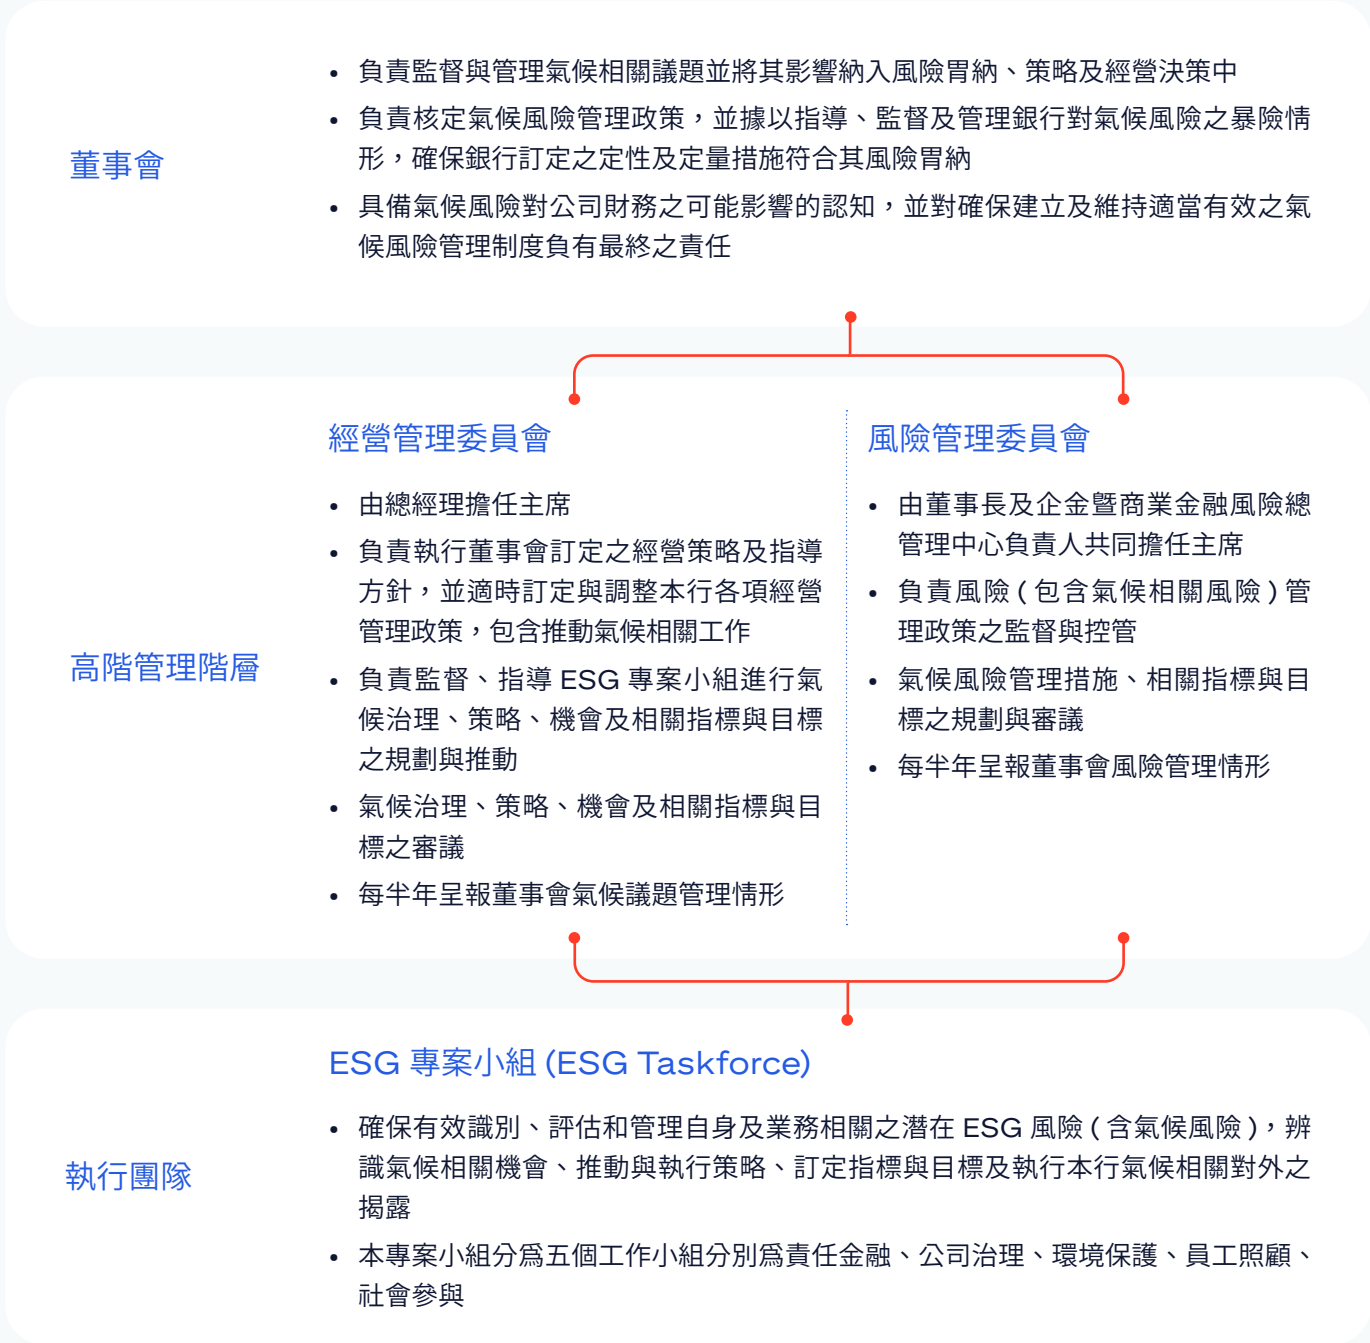 董事會
• 負責監督與管理氣候相關議題並將其影響納入風險胃納、策略及經營決策中
• 負責核定氣候風險管理政策，並據以指導、監督及管理銀行對氣候風險之暴險情
形，確保銀行訂定之定性及定量措施符合其風險胃納
• 具備氣候風險對公司財務之可能影響的認知，並對確保建立及維持適當有效之氣
候風險管理制度負有最終之責任
高階管理階層
經營管理委員會
• 由總經理擔任主席
• 負責執行董事會訂定之經營策略及指導
方針，並適時訂定與調整本行各項經營
管理政策，包含推動氣候相關工作
• 負責監督、指導 ESG 專案小組進行氣
候治理、策略、機會及相關指標與目標
之規劃與推動
• 氣候治理、策略、機會及相關指標與目
標之審議
• 每半年呈報董事會氣候議題管理情形
風險管理委員會
• 由董事長及企金暨商業金融風險總
管理中心負責人共同擔任主席
• 負責風險 ( 包含氣候相關風險 ) 管
理政策之監督與控管
• 氣候風險管理措施、相關指標與目
標之規劃與審議
• 每半年呈報董事會風險管理情形
執行團隊
ESG 專案小組 (ESG Taskforce)
• 確保有效識別、評估和管理自身及業務相關之潛在 ESG 風險 ( 含氣候風險 )，辨
識氣候相關機會、推動與執行策略、訂定指標與目標及執行本行氣候相關對外之
揭露
• 本專案小組分為五個工作小組分別為責任金融、公司治理、環境保護、員工照顧、
社會參與